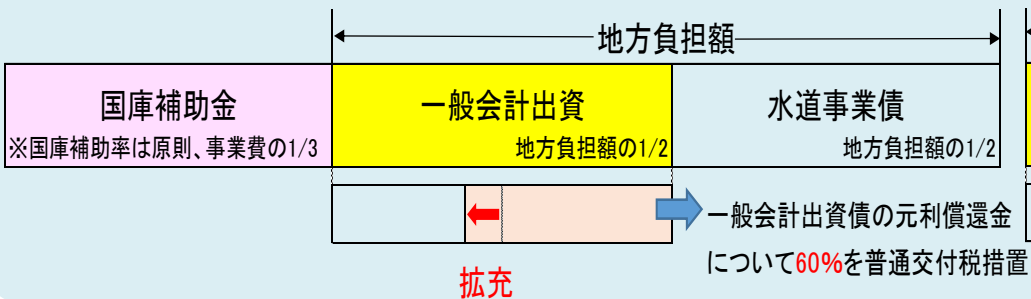 地方負担額
国庫補助金
※国庫補助率は原則、事業費の1/3
一般会計出資
地方負担額の1/2
水道事業債
地方負担額の1/2
一般会計出資債の元利償還金
について60%を普通交付税措置
拡充